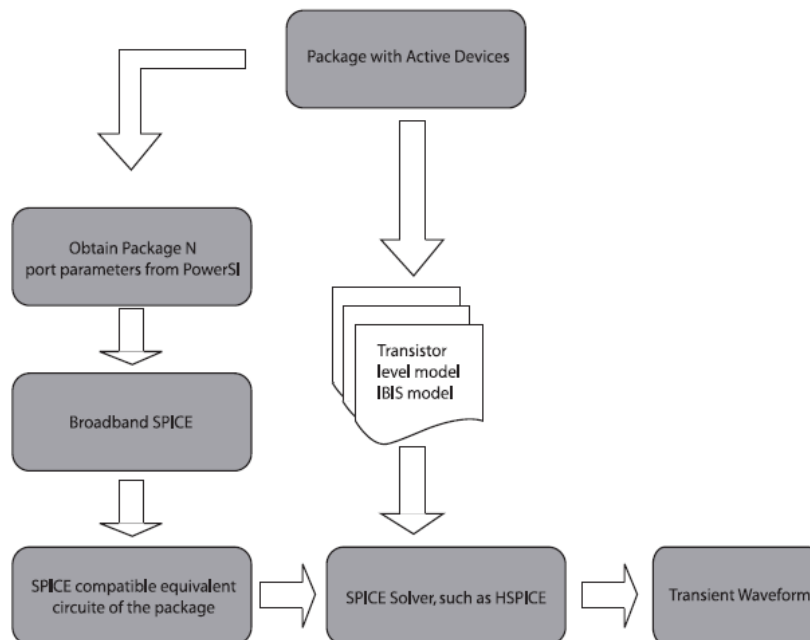 Package with Active Devices
Obtain Package N
port parameters from PowerSI
Transistor
level model
IBIS model
Broadband SPICE
SPICE compatible equivalent
circuite of the package
SPICE Solver, such as HSPICE
Transient Waveform